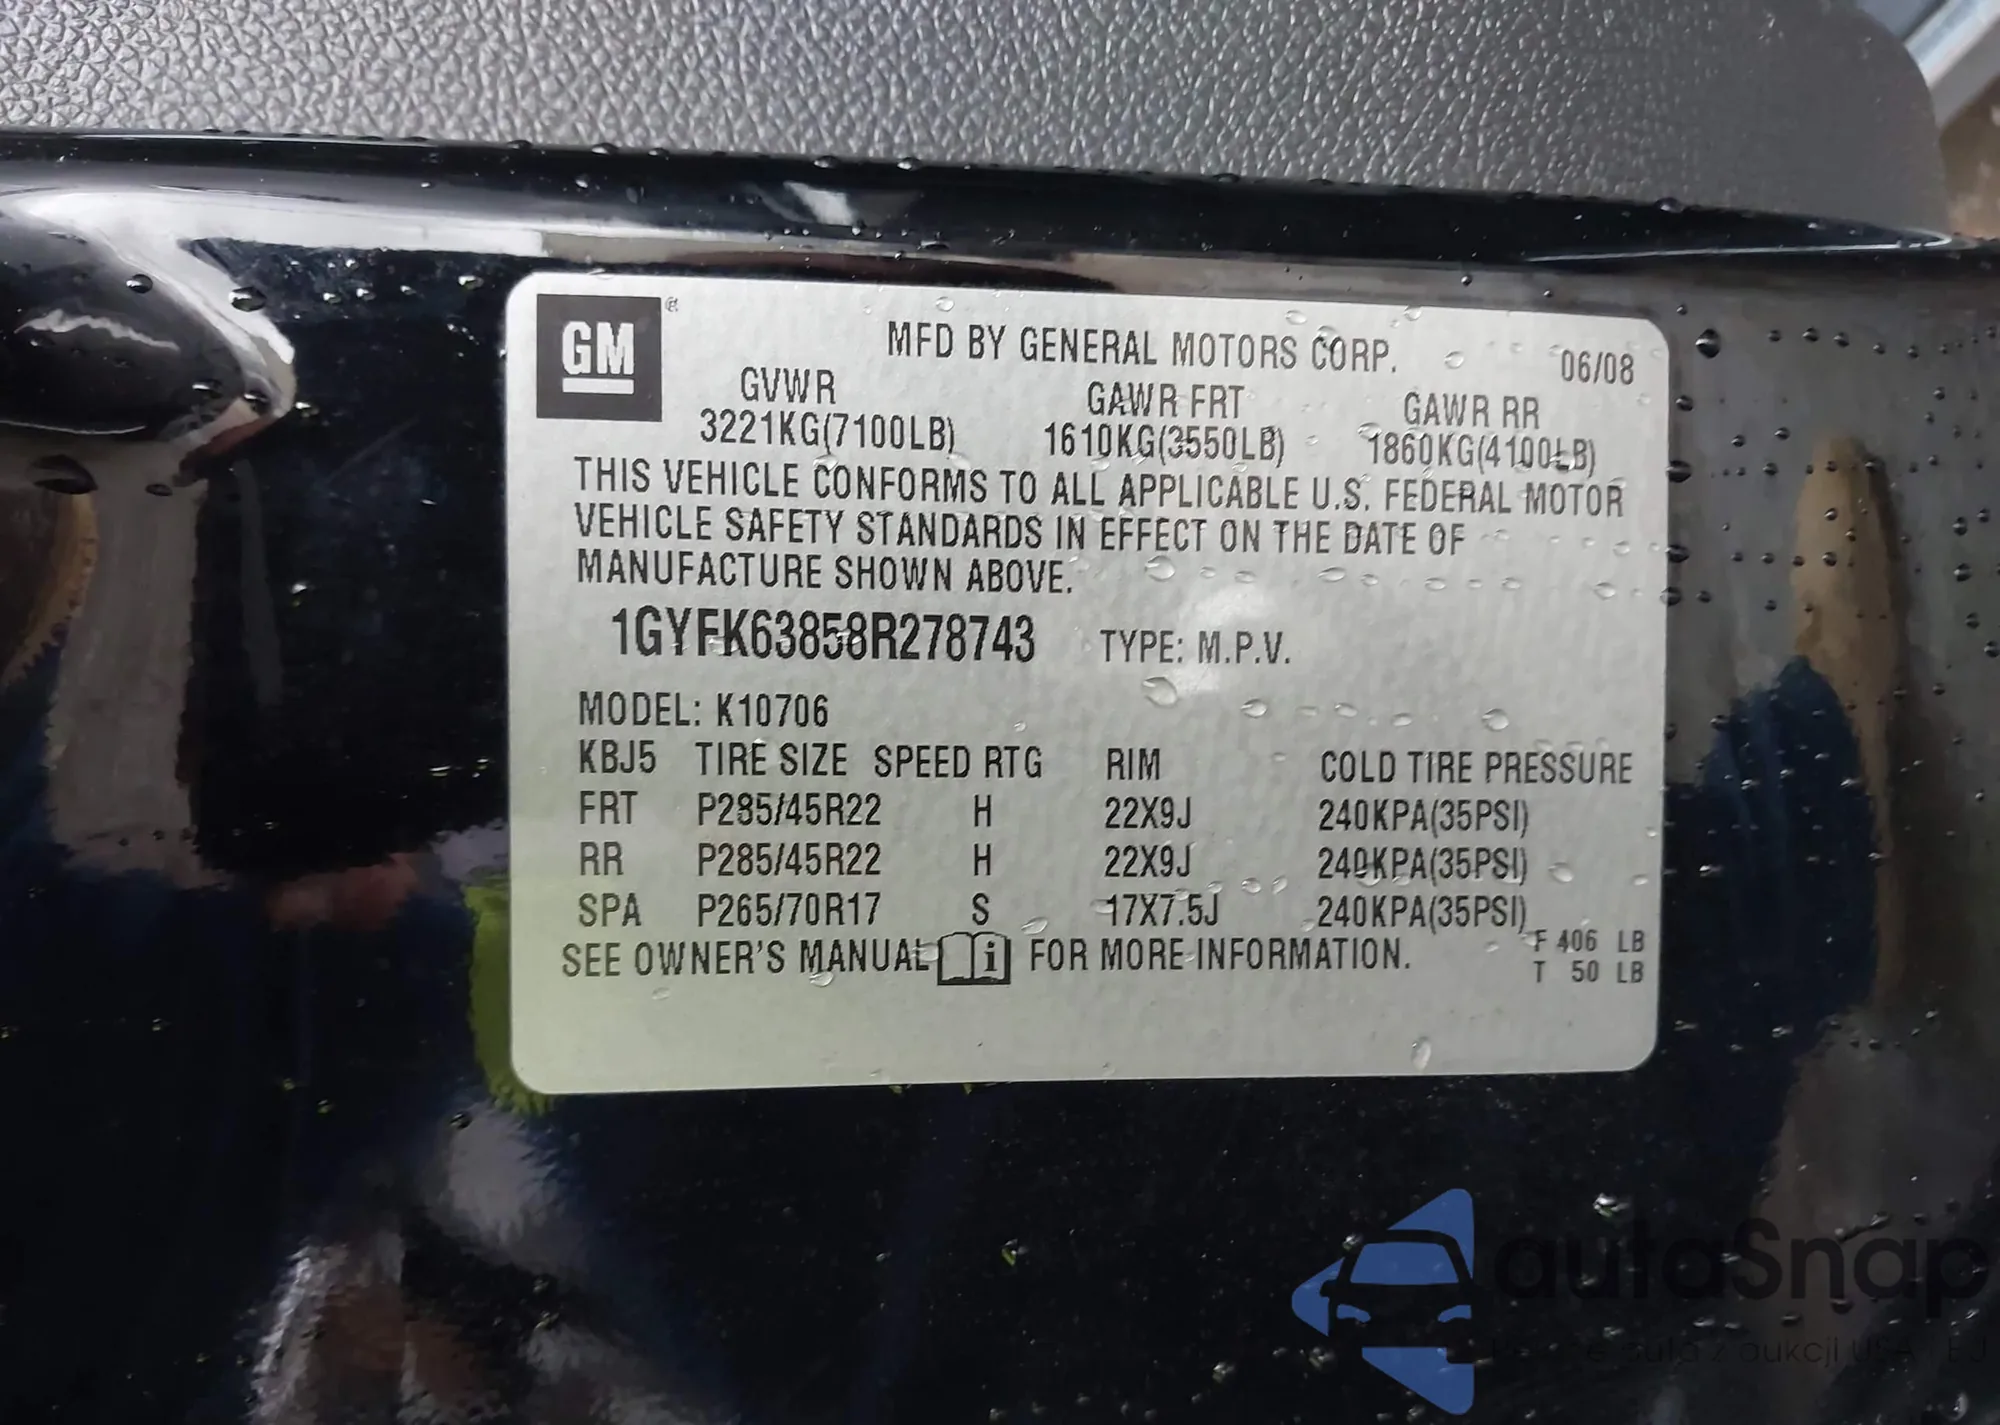 GM ®
MFD BY GENERAL MOTORS CORP. 06/08
GVWR GAWR FRT GAWR RR
3221KG(7100LB) 1610KG(3550LB) 1860KG(4100LB)
THIS VEHICLE CONFORMS TO ALL APPLICABLE U.S. FEDERAL MOTOR
VEHICLE SAFETY STANDARDS IN EFFECT ON THE DATE OF
MANUFACTURE SHOWN ABOVE.
1GYFK63858R278743 TYPE: M.P.V.
MODEL: K10706
KBJ5 TIRE SIZE SPEED RTG RIM COLD TIRE PRESSURE
FRT P285/45R22 H 22X9J 240KPA(35PSI)
RR P285/45R22 H 22X9J 240KPA(35PSI)
SPA P265/70R17 S 17X7.5J 240KPA(35PSI)
SEE OWNER'S MANUAL i FOR MORE INFORMATION.
F 406 LB
T 50 LB
autaSnap
auta z aukcji USA